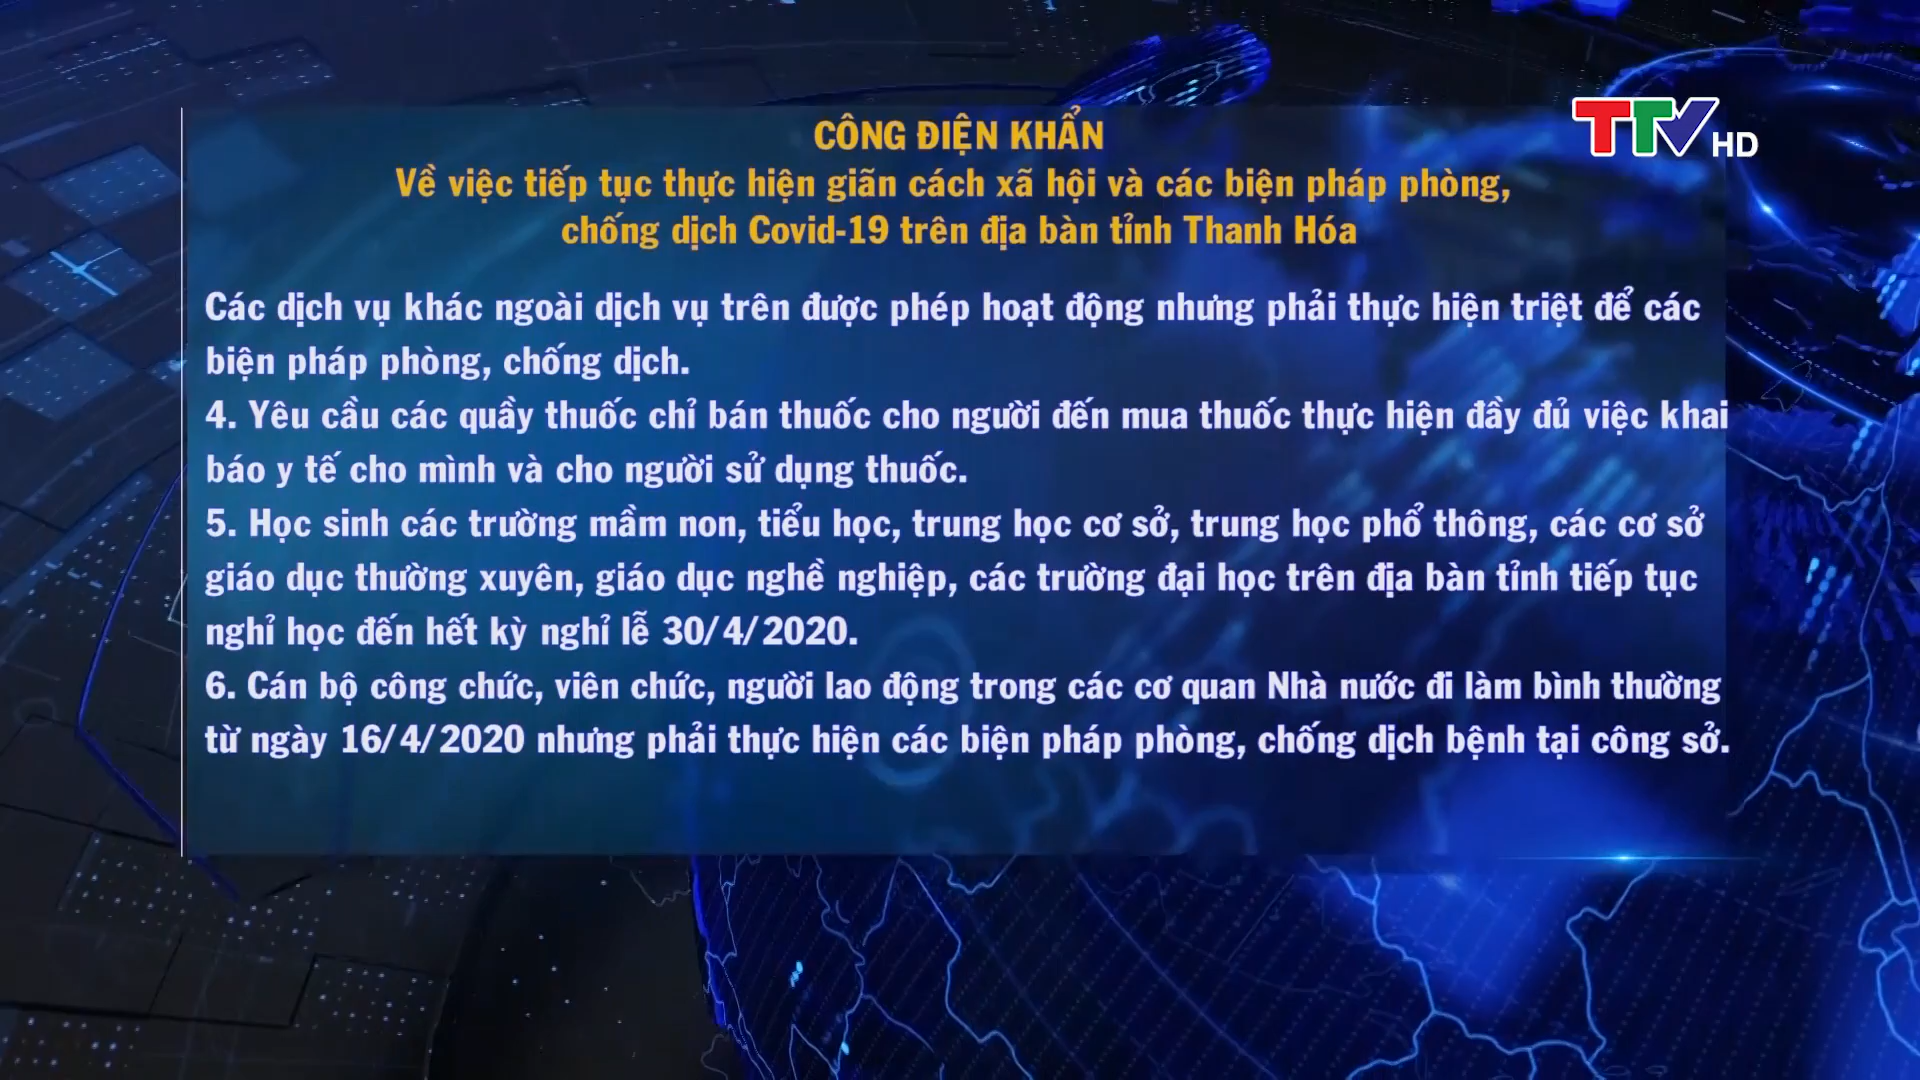 TTV HD
CÔNG ĐIỆN KHẨN
Về việc tiếp tục thực hiện giãn cách xã hội và các biện pháp phòng,
chống dịch Covid-19 trên địa bàn tỉnh Thanh Hóa
Các dịch vụ khác ngoài dịch vụ trên được phép hoạt động nhưng phải thực hiện triệt để các
biện pháp phòng, chống dịch.
4. Yêu cầu các quầy thuốc chỉ bán thuốc cho người đến mua thuốc thực hiện đầy đủ việc khai
báo y tế cho mình và cho người sử dụng thuốc.
5. Học sinh các trường mầm non, tiểu học, trung học cơ sở, trung học phổ thông, các cơ sở
giáo dục thường xuyên, giáo dục nghề nghiệp, các trường đại học trên địa bàn tỉnh tiếp tục
nghỉ học đến hết kỳ nghỉ lễ 30/4/2020.
6. Cán bộ công chức, viên chức, người lao động trong các cơ quan Nhà nước đi làm bình thường
từ ngày 16/4/2020 nhưng phải thực hiện các biện pháp phòng, chống dịch bệnh tại công sở.